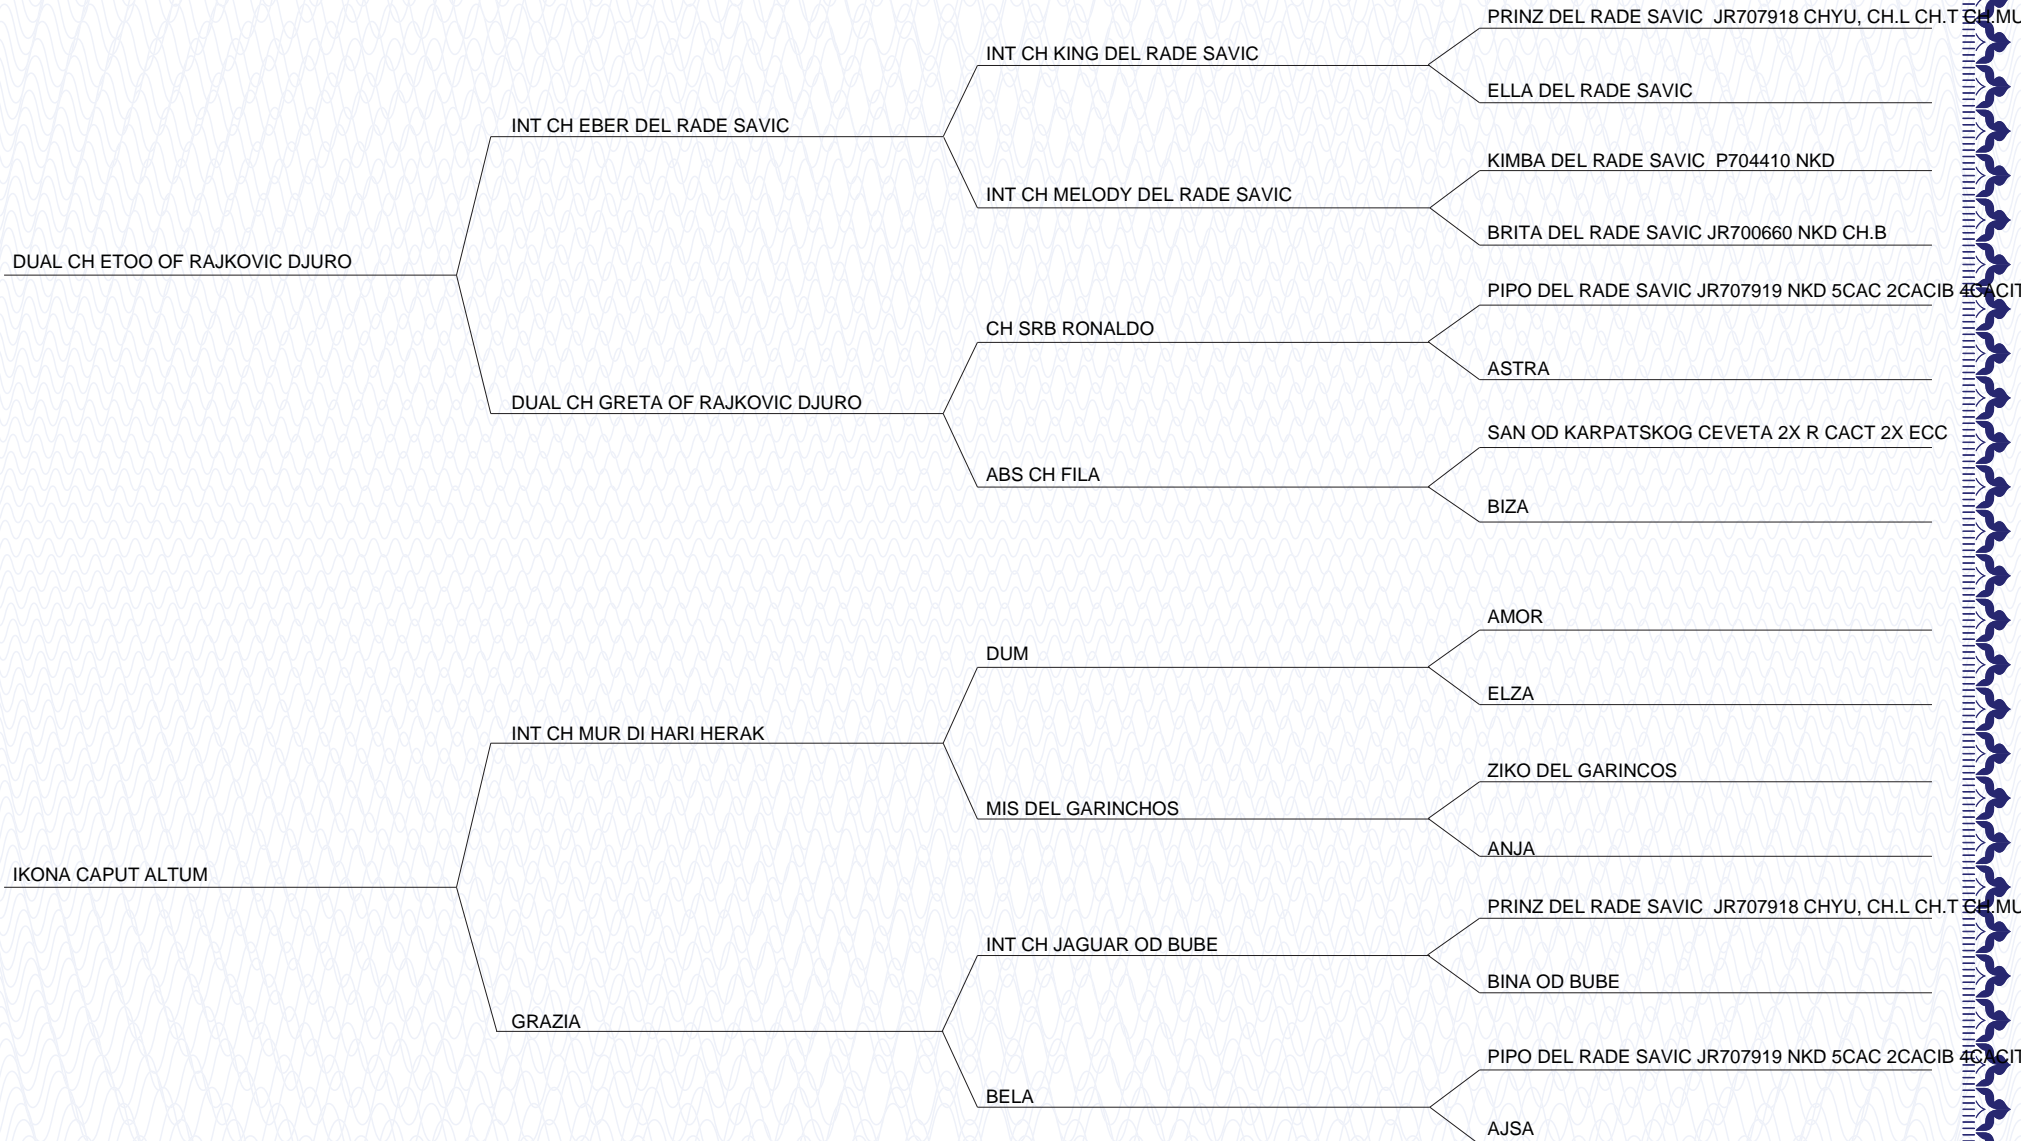 PRINZ DEL RADE SAVIC JR707918 CHYU, CH.L CH.T CH.MU
INT CH KING DEL RADE SAVIC
ELLA DEL RADE SAVIC
INT CH EBER DEL RADE SAVIC
KIMBA DEL RADE SAVIC P704410 NKD
INT CH MELODY DEL RADE SAVIC
BRITA DEL RADE SAVIC JR700660 NKD CH.B
DUAL CH ETOO OF RAJKOVIC DJURO
PIPO DEL RADE SAVIC JR707919 NKD 5CAC 2CACIB 4CACIT
CH SRB RONALDO
ASTRA
DUAL CH GRETA OF RAJKOVIC DJURO
SAN OD KARPATSKOG CEVETA 2X R CACT 2X ECC
ABS CH FILA
BIZA
AMOR
DUM
ELZA
INT CH MUR DI HARI HERAK
ZIKO DEL GARINCOS
MIS DEL GARINCHOS
ANJA
IKONA CAPUT ALTUM
PRINZ DEL RADE SAVIC JR707918 CHYU, CH.L CH.T CH.MU
INT CH JAGUAR OD BUBE
BINA OD BUBE
GRAZIA
PIPO DEL RADE SAVIC JR707919 NKD 5CAC 2CACIB 4CACIT
BELA
AJSA